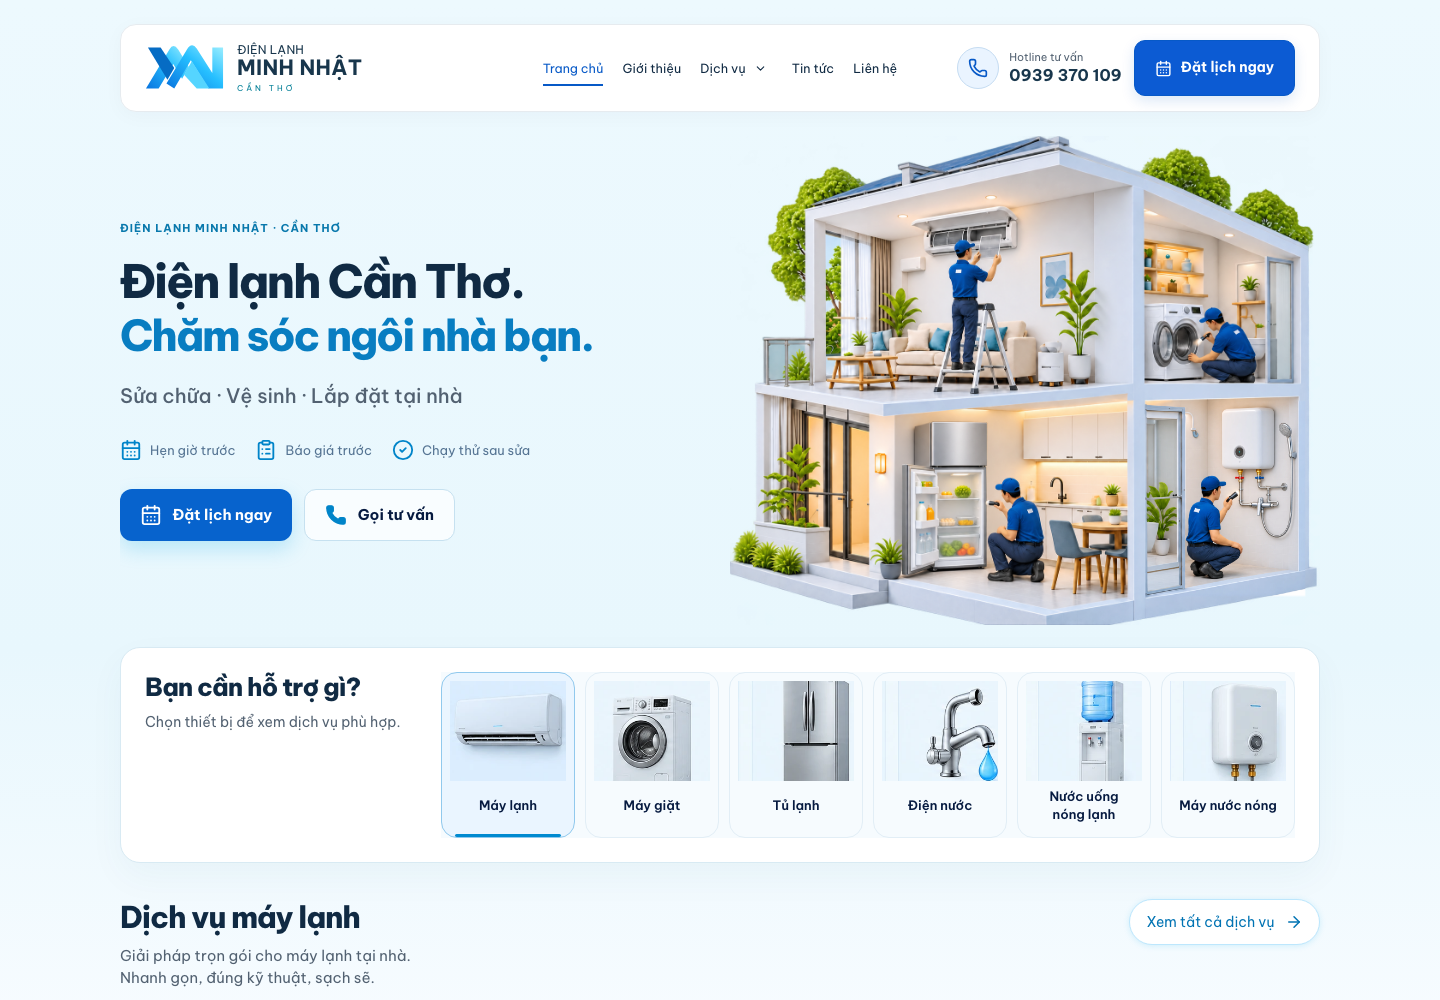 ĐIỆN LẠNH
MINH NHẬT
CẦN THƠ
Trang chủ
Giới thiệu
Dịch vụ
Tin tức
Liên hệ
Hotline tư vấn
0939 370 109
Đặt lịch ngay
ĐIỆN LẠNH MINH NHẬT · CẦN THƠ
Điện lạnh Cần Thơ.
Chăm sóc ngôi nhà bạn.
Sửa chữa · Vệ sinh · Lắp đặt tại nhà
Hẹn giờ trước
Báo giá trước
Chạy thử sau sửa
Đặt lịch ngay
Gọi tư vấn
Bạn cần hỗ trợ gì?
Chọn thiết bị để xem dịch vụ phù hợp.
Máy lạnh
Máy giặt
Tủ lạnh
Điện nước
Nước uống
nóng lạnh
Máy nước nóng
Dịch vụ máy lạnh
Xem tất cả dịch vụ
Giải pháp trọn gói cho máy lạnh tại nhà.
Nhanh gọn, đúng kỹ thuật, sạch sẽ.